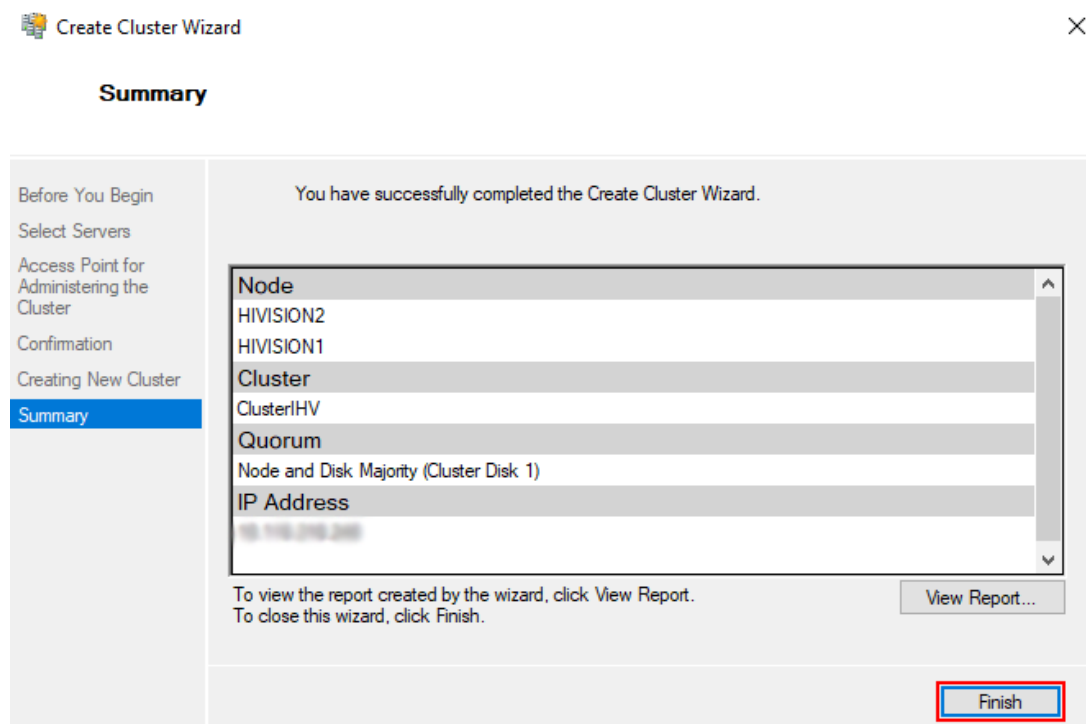 Create Cluster Wizard
Summary
Before You Begin
Select Servers
Access Point for
Administering the
Cluster
Confirmation
Creating New Cluster
Summary
You have successfully completed the Create Cluster Wizard.
Node
HIVISION2
HIVISION1
Cluster
ClusterIHV
Quorum
Node and Disk Majority (Cluster Disk 1)
IP Address
To view the report created by the wizard, click View Report.
To close this wizard, click Finish.
View Report...
Finish